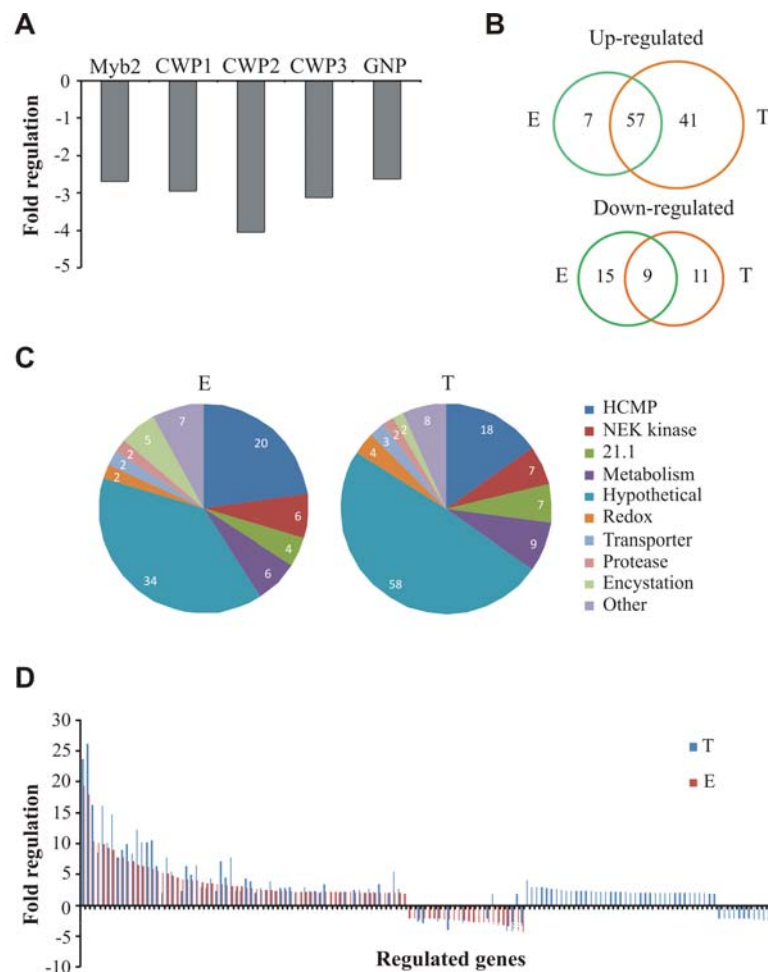 A
Myb2 CWP1 CWP2 CWP3 GNP
0
-1
-2
-3
-4
-5
Fold regulation
B
Up-regulated
E 7 57 41 T
Down-regulated
E 15 9 11 T
C
E
20
6
4
6
34
2
2
2
5
7
T
18
7
7
9
58
4
3
2
2
8
HCMP
NEK kinase
21.1
Metabolism
Hypothetical
Redox
Transporter
Protease
Encystation
Other
D
30
25
20
15
10
5
0
-5
-10
Fold regulation
T
E
Regulated genes